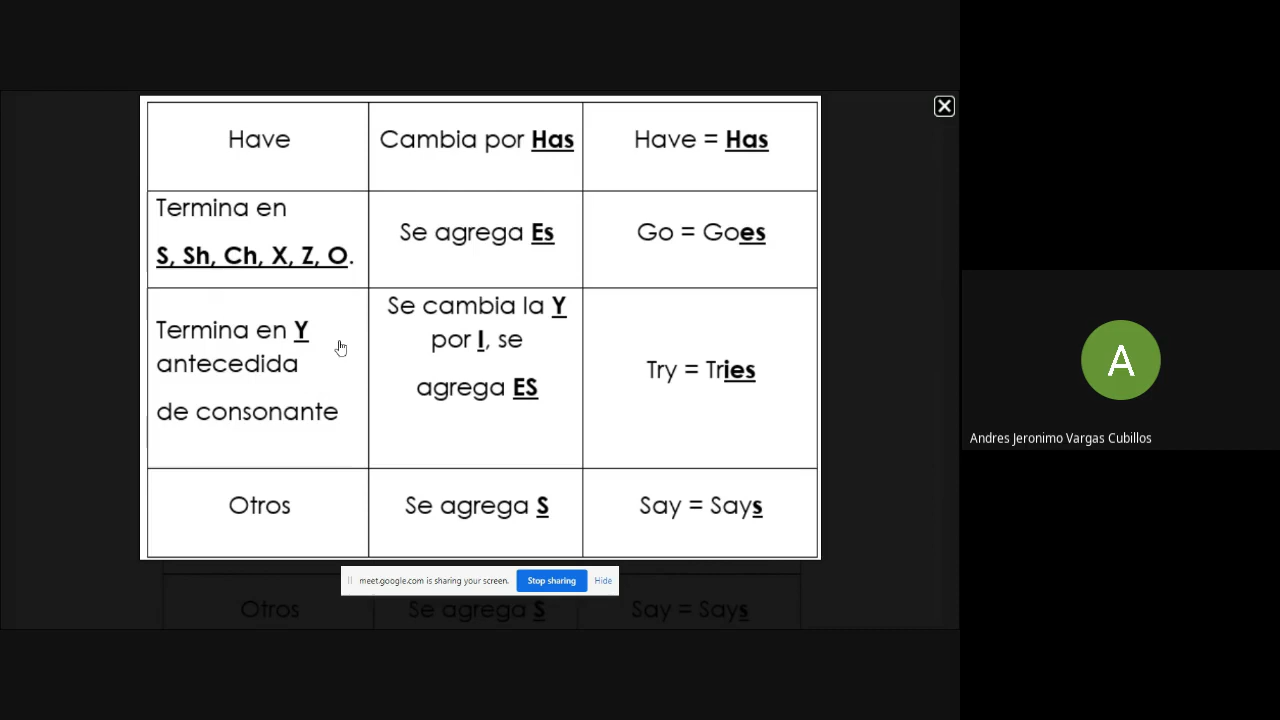 Have
Cambia por Has
Have = Has
Termina en
S, Sh, Ch, X, Z, O.
Se agrega Es
Go = Goes
Termina en Y
antecedida
de consonante
Se cambia la Y
por I, se
agrega ES
Try = Tries
Otros
Se agrega S
Say = Says
meet.google.com is sharing your screen.
Stop sharing
Hide
Otros
Se agrega S
Say = Says
A
Andres Jeronimo Vargas Cubillos